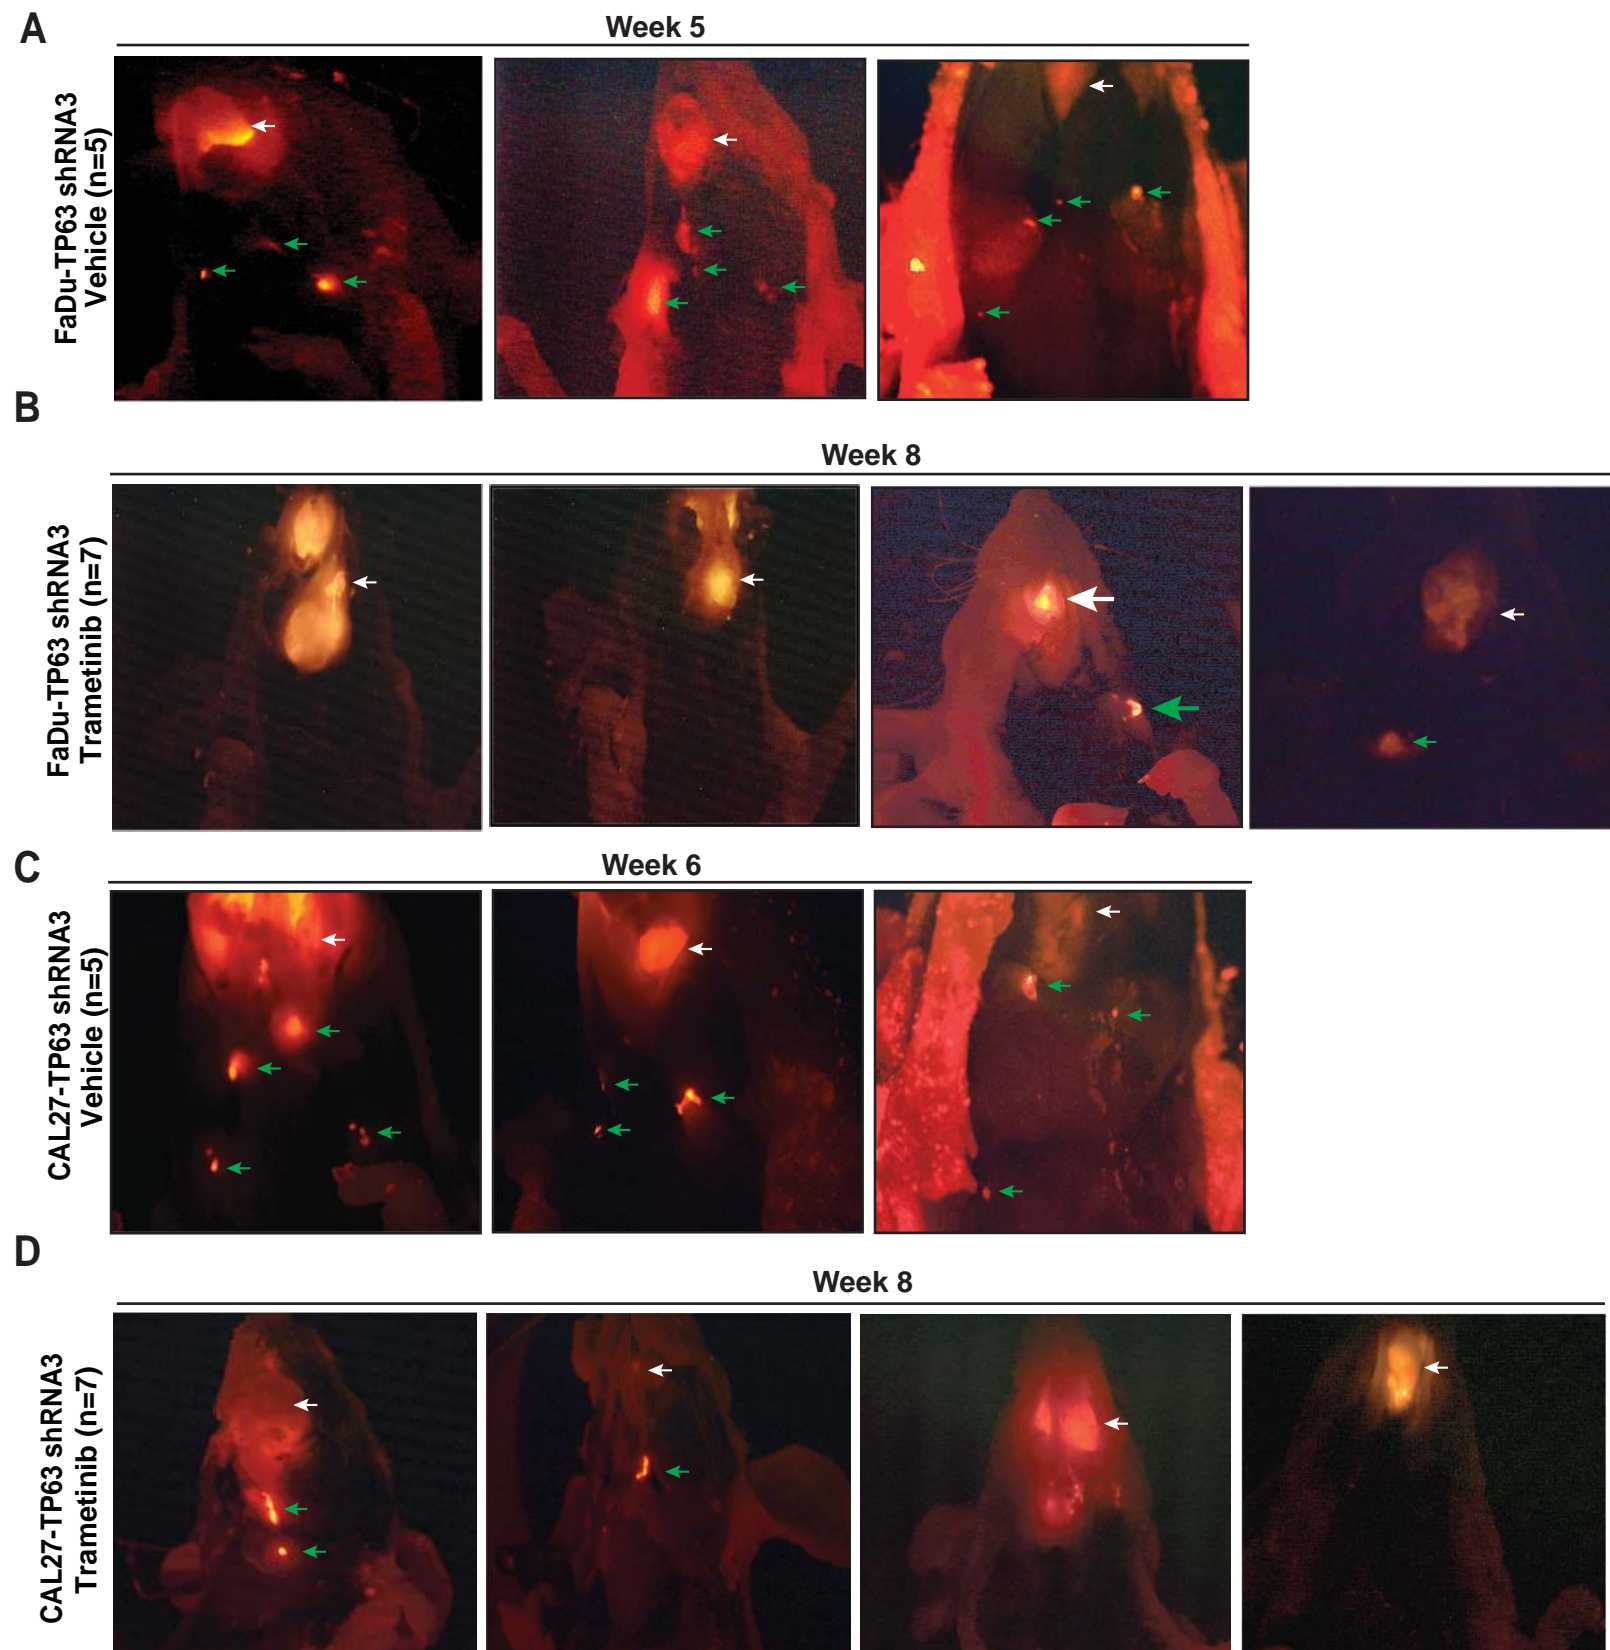 A
Week 5
FaDu-TP63 shRNA3
Vehicle (n=5)
B
Week 8
FaDu-TP63 shRNA3
Trametinib (n=7)
C
Week 6
CAL27-TP63 shRNA3
Vehicle (n=5)
D
Week 8
CAL27-TP63 shRNA3
Trametinib (n=7)